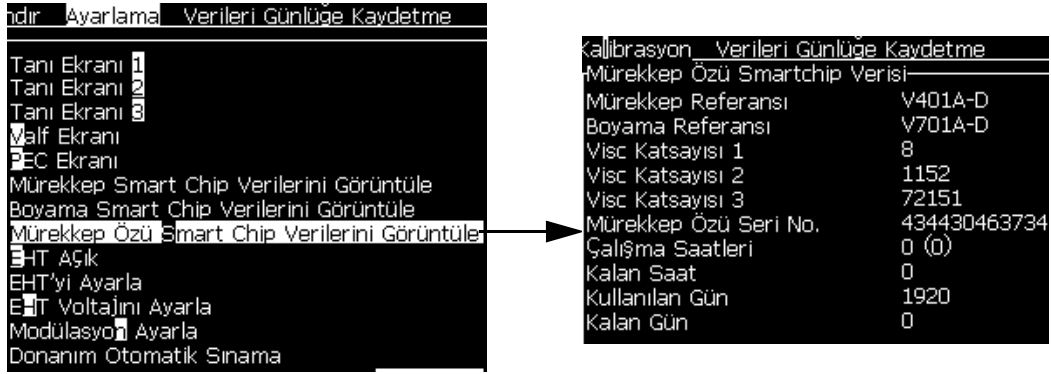 ndır Ayarlama Verileri Günlüğe Kaydetme
Tanı Ekranı 1
Tanı Ekranı 2
Tanı Ekranı 3
Valf Ekranı
PEC Ekranı
Mürekkep Smart Chip Verilerini Görüntüle
Boyama Smart Chip Verilerini Görüntüle
Mürekkep Özü Smart Chip Verilerini Görüntüle
EHT Açık
EHT'yi Ayarla
EHT Voltajını Ayarla
Modülasyon Ayarla
Donanım Otomatik Sınama
Kalibrasyon Verileri Günlüğe Kaydetme
Mürekkep Özü Smartchip Verisi
Mürekkep Referansı V401A-D
Boyama Referansı V701A-D
Visc Katsayısı 1 8
Visc Katsayısı 2 1152
Visc Katsayısı 3 72151
Mürekkep Özü Seri No. 434430463734
Çalışma Saatleri 0 (0)
Kalan Saat 0
Kullanılan Gün 1920
Kalan Gün 0